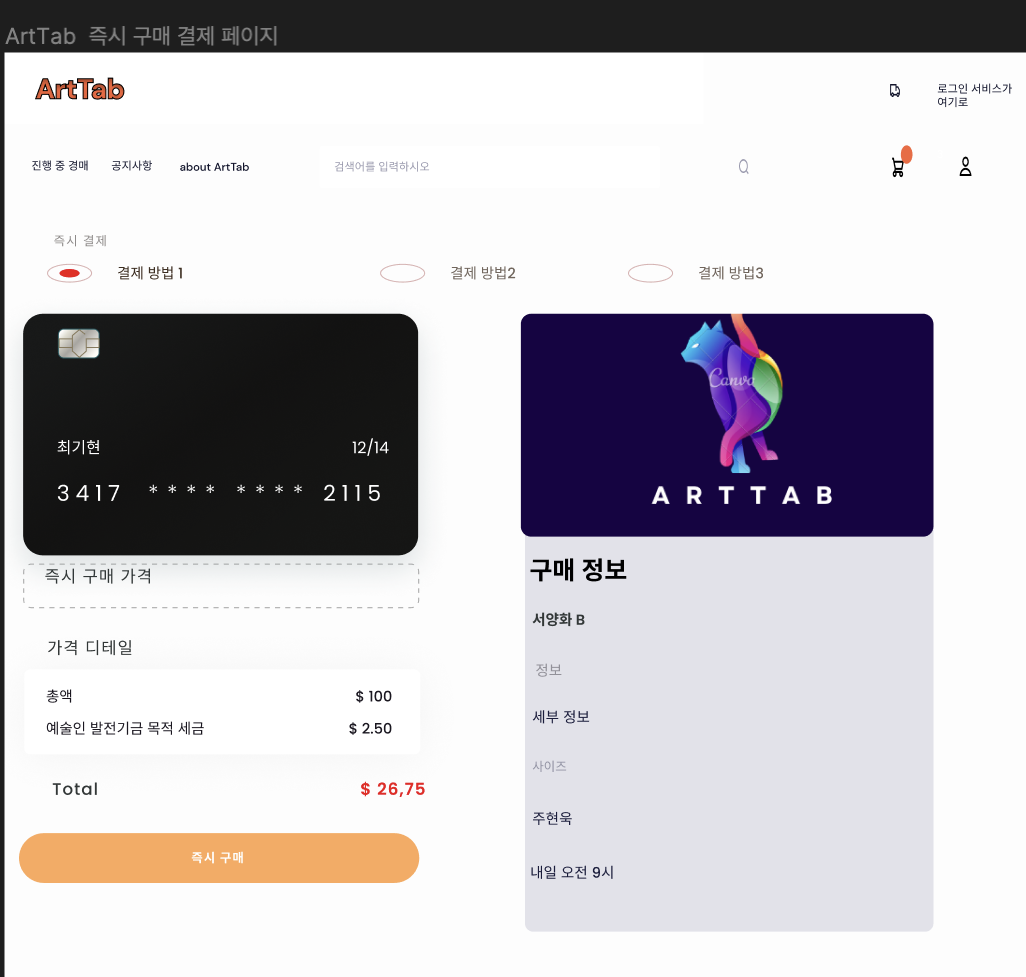 ArtTab 즉시 구매 결제 페이지
ArtTab
로그인 서비스가
여기로
진행 중 경매 공지사항 about ArtTab 검색어를 입력하시오
즉시 결제
결제 방법 1 결제 방법2 결제 방법3
Canva
최기현 12/14
3417 **** **** 2115
ARTTAB
즉시 구매 가격
가격 디테일
총액 $ 100
예술인 발전기금 목적 세금 $ 2.50
Total $ 26,75
즉시 구매
구매 정보
서양화 B
정보
세부 정보
사이즈
주현욱
내일 오전 9시